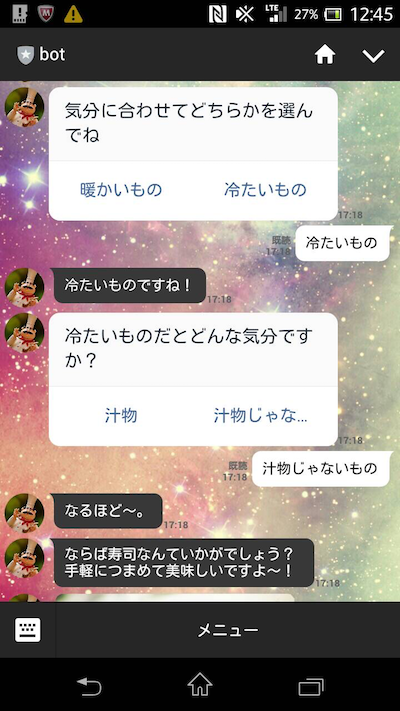 LTE 27% 12:45
bot
気分に合わせてどちらかを選ん
でね
暖かいもの 冷たいもの
17:18
既読
17:18
冷たいもの
冷たいものですね！
17:18
冷たいものだとどんな気分です
か？
汁物 汁物じゃな...
17:18
既読
17:18
汁物じゃないもの
なるほど〜。
17:18
ならば寿司なんていかがでしょう？
手軽につまめて美味しいですよ〜！
17:18
メニュー